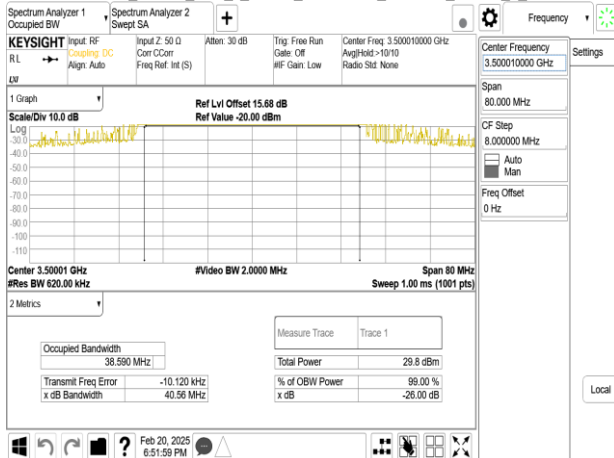 Spectrum Analyzer 1
Occupied BW
Spectrum Analyzer 2
Swept SA
+
Frequency
KEYSIGHT
RL
Input: RF
Coupling: DC
Align: Auto
Input Z: 50 Ω
Corr CCorr
Freq Ref: Int (S)
Atten: 30 dB
Trig: Free Run
Gate: Off
#IF Gain: Low
Center Freq: 3.500010000 GHz
Avg|Hold:>10/10
Radio Std: None
LXI
Center Frequency
3.500010000 GHz
Settings
Span
80.000 MHz
CF Step
8.000000 MHz
Auto
Man
Freq Offset
0 Hz
Local
1 Graph
Scale/Div 10.0 dB
Ref Lvl Offset 15.68 dB
Ref Value -20.00 dBm
Log
-30.0
-40.0
-50.0
-60.0
-70.0
-80.0
-90.0
-100
-110
Center 3.50001 GHz
#Video BW 2.0000 MHz
Span 80 MHz
#Res BW 620.00 kHz
Sweep 1.00 ms (1001 pts)
2 Metrics
Measure Trace Trace 1
Occupied Bandwidth
38.590 MHz
Total Power 29.8 dBm
Transmit Freq Error -10.120 kHz
% of OBW Power 99.00 %
x dB Bandwidth 40.56 MHz
x dB -26.00 dB
?
Feb 20, 2025
6:51:59 PM